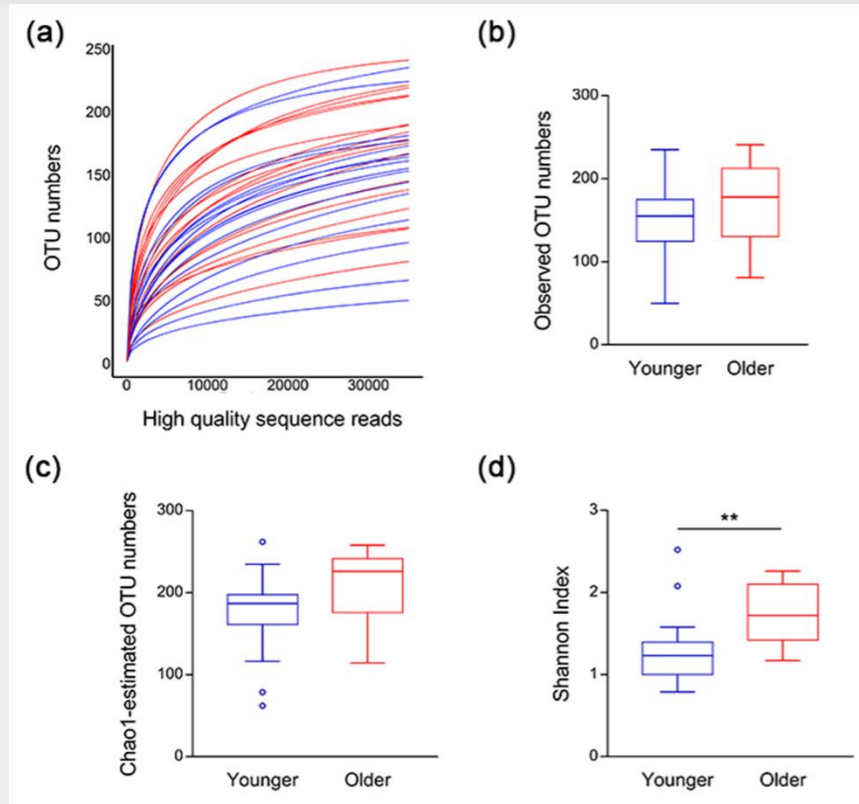 (a)
OTU numbers
250
200
150
100
50
0
0 10000 20000 30000
High quality sequence reads
(b)
Observed OTU numbers
300
200
100
0
Younger Older
(c)
Chao1-estimated OTU numbers
300
200
100
0
Younger Older
(d)
Shannon Index
3
2
1
0
**
Younger Older